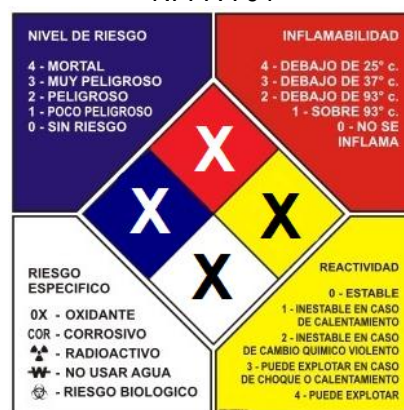 NIVEL DE RIESGO
4 - MORTAL
3 - MUY PELIGROSO
2 - PELIGROSO
1 - POCO PELIGROSO
0 - SIN RIESGO
INFLAMABILIDAD
4 - DEBAJO DE 25° c.
3 - DEBAJO DE 37° c.
2 - DEBAJO DE 93° c.
1 - SOBRE 93° c.
0 - NO SE
INFLAMA
X
X
X
X
RIESGO
ESPECIFICO
0X - OXIDANTE
COR - CORROSIVO
- RADIOACTIVO
W - NO USAR AGUA
- RIESGO BIOLOGICO
REACTIVIDAD
0 - ESTABLE
1 - INESTABLE EN CASO
DE CALENTAMIENTO
2 - INESTABLE EN CASO
DE CAMBIO QUIMICO VIOLENTO
3 - PUEDE EXPLOTAR EN CASO
DE CHOQUE O CALENTAMIENTO
4 - PUEDE EXPLOTAR